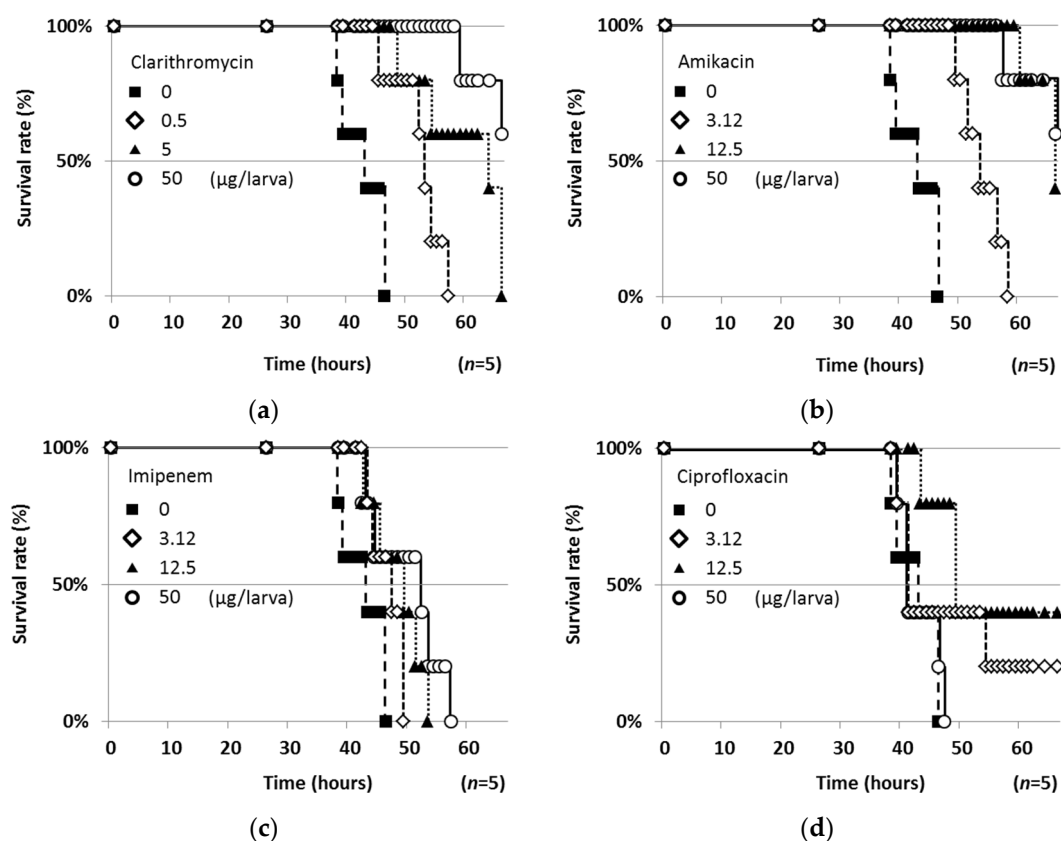 100%
50%
0%
Survival rate (%)
Clarithromycin
0
0.5
5
50 (μg/larva)
0 10 20 30 40 50 60
Time (hours) (n=5)
(a)
100%
50%
0%
Survival rate (%)
Amikacin
0
3.12
12.5
50 (μg/larva)
0 10 20 30 40 50 60
Time (hours) (n=5)
(b)
100%
50%
0%
Survival rate (%)
Imipenem
0
3.12
12.5
50 (μg/larva)
0 10 20 30 40 50 60
Time (hours) (n=5)
(c)
100%
50%
0%
Survival rate (%)
Ciprofloxacin
0
3.12
12.5
50 (μg/larva)
0 10 20 30 40 50 60
Time (hours) (n=5)
(d)